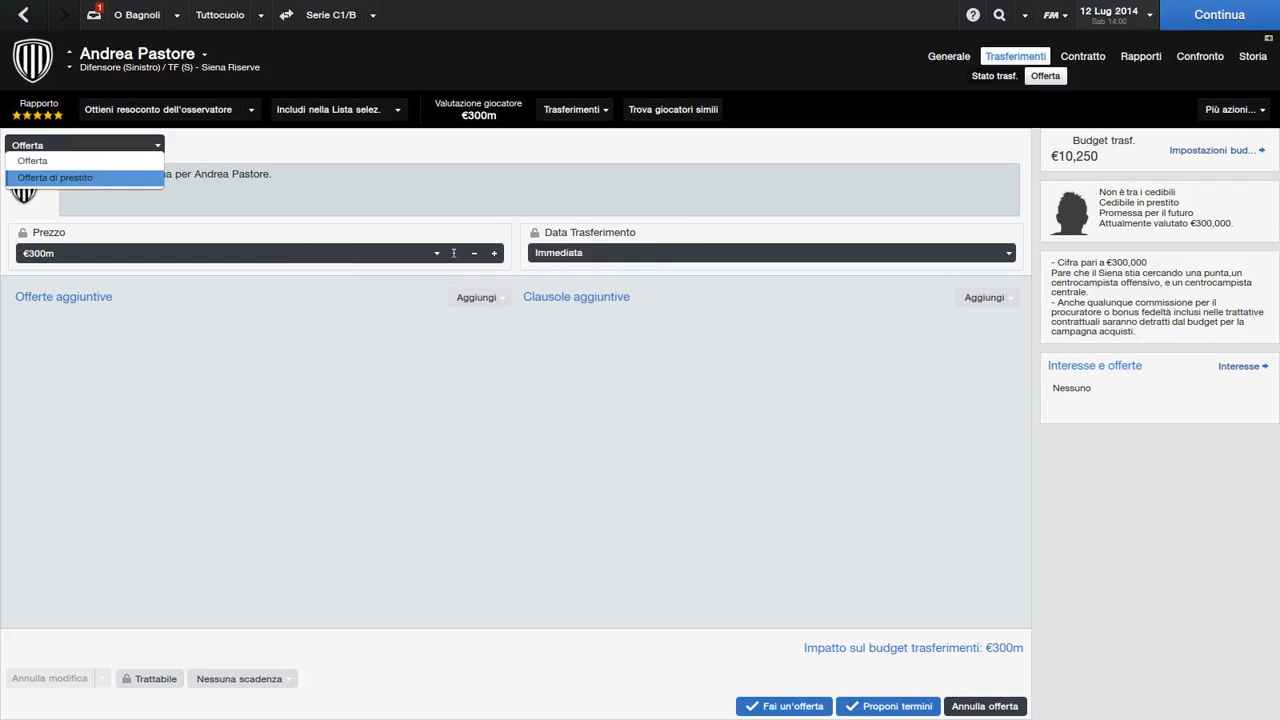 1
O Bagnoli
Tuttocuoio
Serie C1/B
FM
12 Lug 2014
Sab 14:00
Continua
Andrea Pastore
Difensore (Sinistro) / TF (S) - Siena Riserve
Generale
Trasferimenti
Contratto
Rapporti
Confronto
Storia
Stato trasf.
Offerta
Rapporto
Ottieni resoconto dell'osservatore
Includi nella Lista selez.
Valutazione giocatore
€300m
Trasferimenti
Trova giocatori simili
Più azioni...
Offerta
Offerta
Offerta di prestito
na per Andrea Pastore.
Prezzo
€300m
Data Trasferimento
Immediata
Offerte aggiuntive
Aggiungi
Clausole aggiuntive
Aggiungi
Budget trasf.
€10,250
Impostazioni bud...
Non è tra i cedibili
Cedibile in prestito
Promessa per il futuro
Attualmente valutato €300,000.
- Cifra pari a €300,000
Pare che il Siena stia cercando una punta,un
centrocampista offensivo, e un centrocampista
centrale.
- Anche qualunque commissione per il
procuratore o bonus fedeltà inclusi nelle trattative
contrattuali saranno detratti dal budget per la
campagna acquisti.
Interesse e offerte
Interesse
Nessuno
Impatto sul budget trasferimenti: €300m
Annulla modifica
Trattabile
Nessuna scadenza
Fai un'offerta
Proponi termini
Annulla offerta